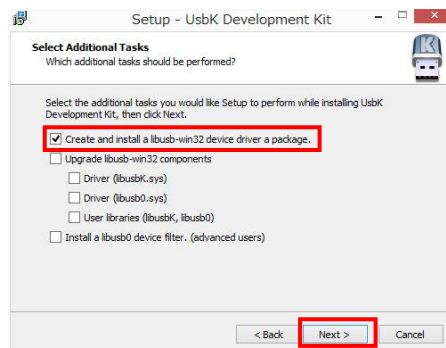 Setup - UsbK Development Kit
Select Additional Tasks
Which additional tasks should be performed?
Select the additional tasks you would like Setup to perform while installing UsbK
Development Kit, then click Next.
Create and install a libusb-win32 device driver a package.
Upgrade libusb-win32 components
Driver (libusbK.sys)
Driver (libusb0.sys)
User libraries (libusbK, libusb0)
Install a libusb0 device filter. (advanced users)
< Back Next > Cancel